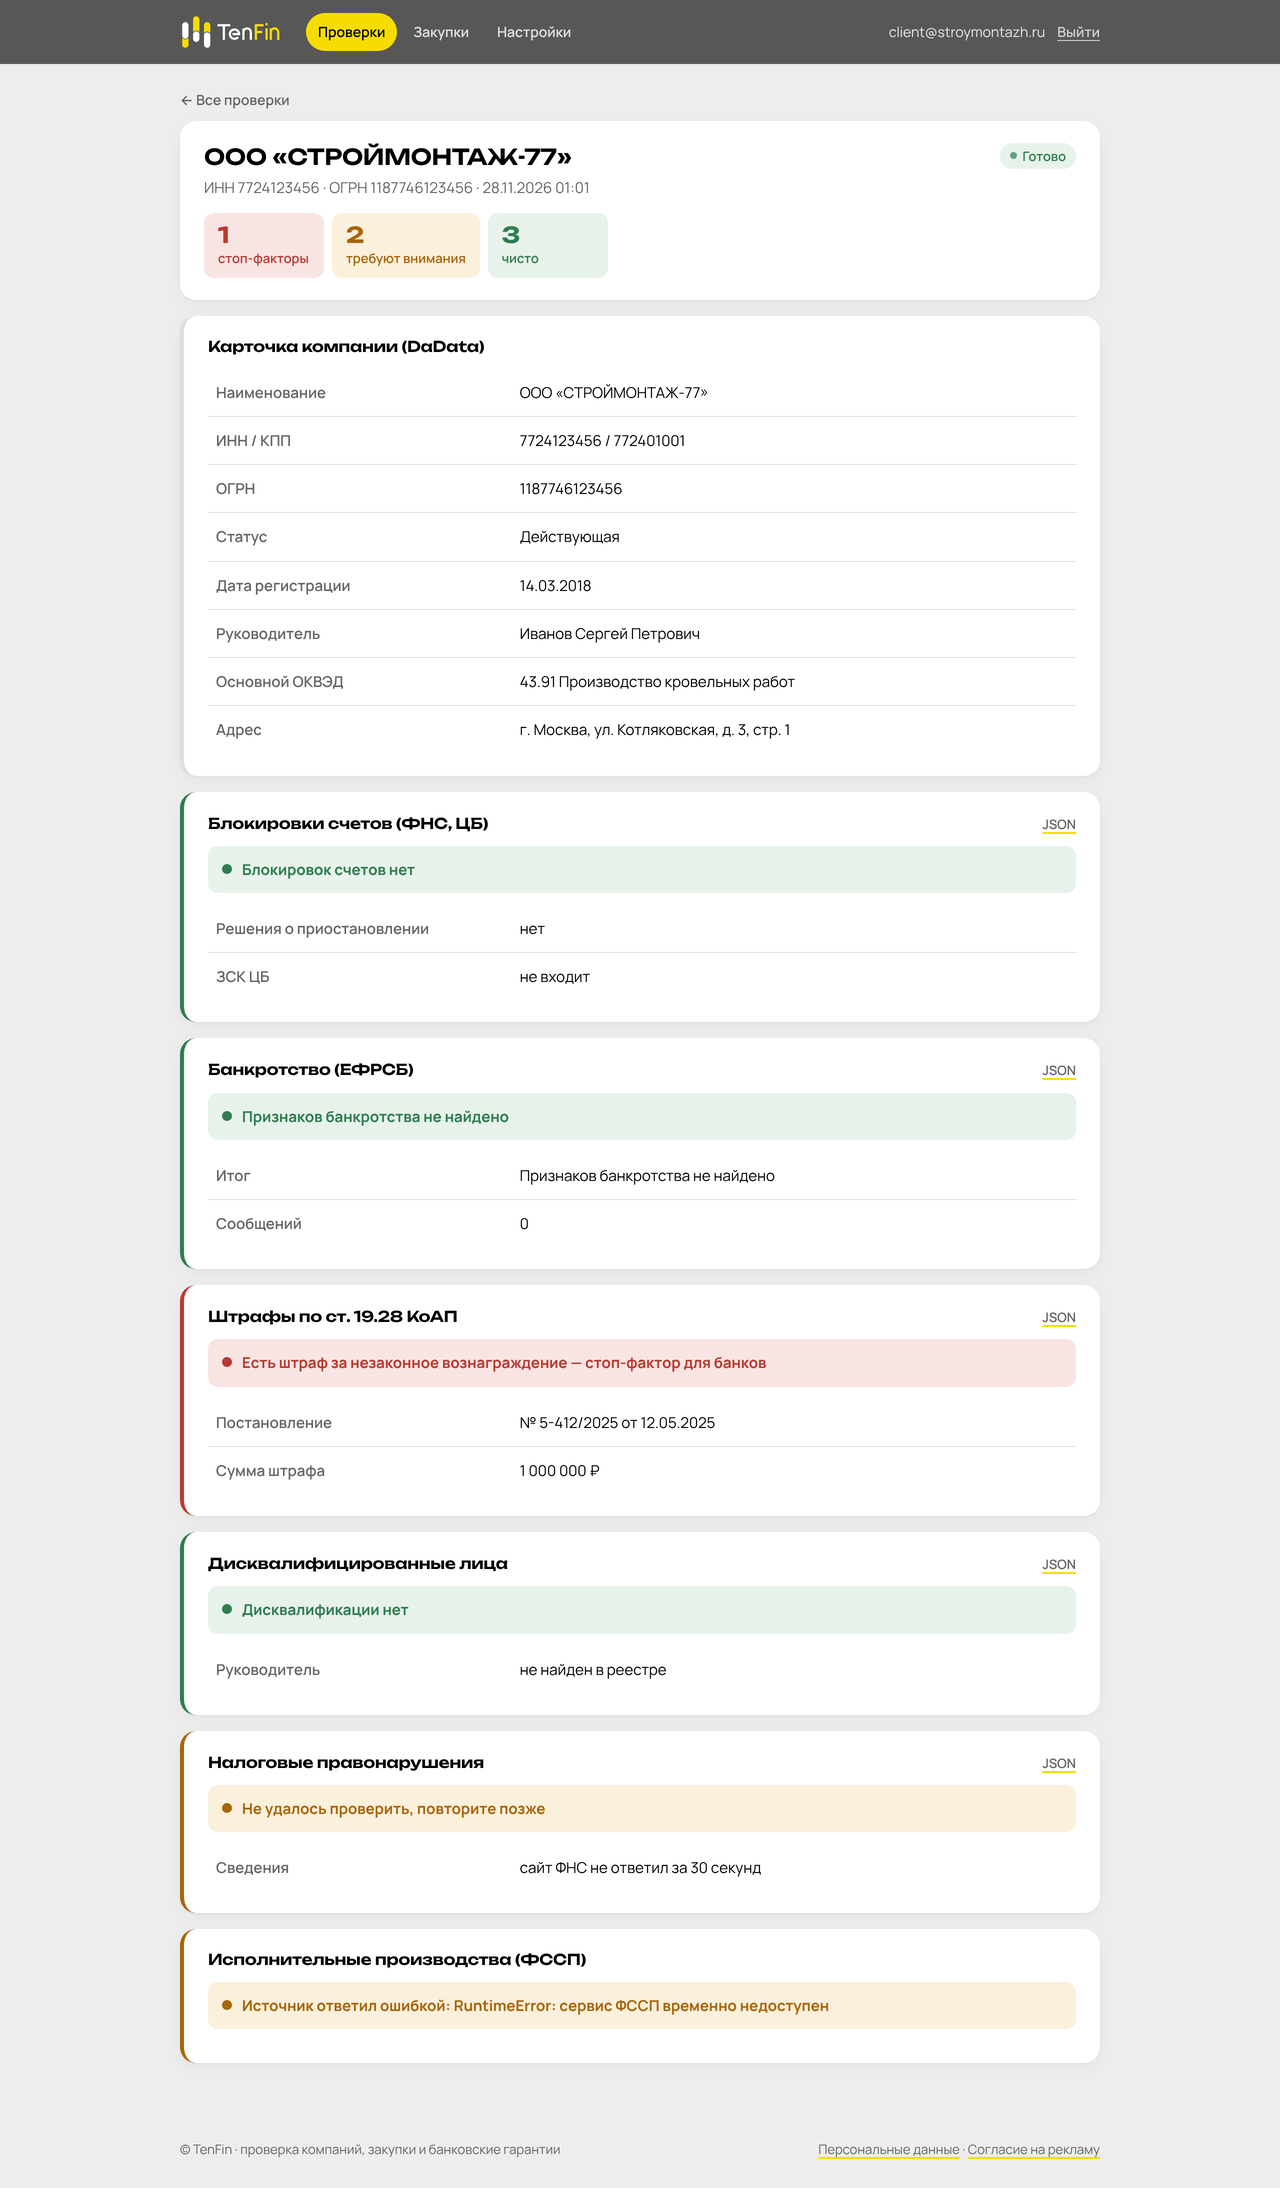 TenFin Проверки Закупки Настройки client@stroymontazh.ru Выйти
← Все проверки
ООО «СТРОЙМОНТАЖ-77» Готово
ИНН 7724123456 · ОГРН 1187746123456 · 28.11.2026 01:01
1 2 3
стоп-факторы требуют внимания чисто
Карточка компании (DaData)
Наименование ООО «СТРОЙМОНТАЖ-77»
ИНН / КПП 7724123456 / 772401001
ОГРН 1187746123456
Статус Действующая
Дата регистрации 14.03.2018
Руководитель Иванов Сергей Петрович
Основной ОКВЭД 43.91 Производство кровельных работ
Адрес г. Москва, ул. Котляковская, д. 3, стр. 1
Блокировки счетов (ФНС, ЦБ) JSON
Блокировок счетов нет
Решения о приостановлении нет
ЗСК ЦБ не входит
Банкротство (ЕФРСБ) JSON
Признаков банкротства не найдено
Итог Признаков банкротства не найдено
Сообщений 0
Штрафы по ст. 19.28 КоАП JSON
Есть штраф за незаконное вознаграждение — стоп-фактор для банков
Постановление № 5-412/2025 от 12.05.2025
Сумма штрафа 1 000 000 ₽
Дисквалифицированные лица JSON
Дисквалификации нет
Руководитель не найден в реестре
Налоговые правонарушения JSON
Не удалось проверить, повторите позже
Сведения сайт ФНС не ответил за 30 секунд
Исполнительные производства (ФССП)
Источник ответил ошибкой: RuntimeError: сервис ФССП временно недоступен
© TenFin · проверка компаний, закупки и банковские гарантии Персональные данные · Согласие на рекламу